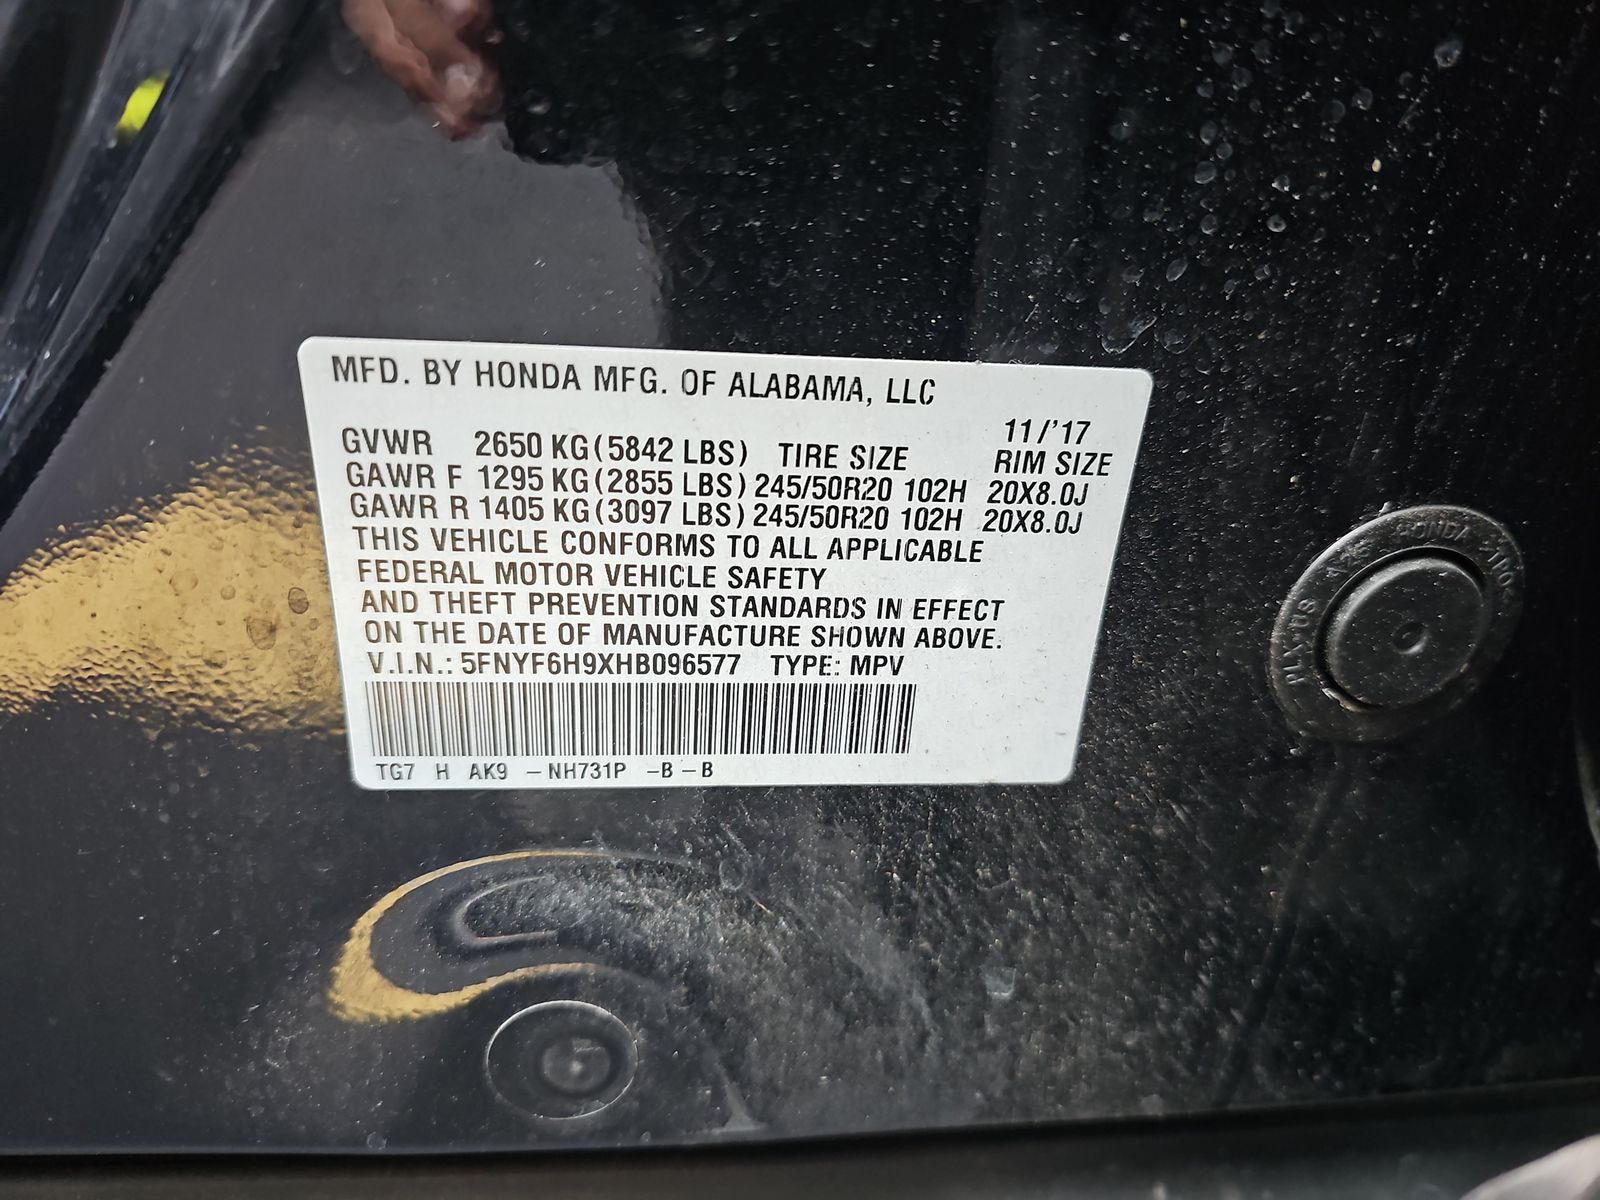 MFD. BY HONDA MFG. OF ALABAMA, LLC
11/'17
GVWR 2650 KG (5842 LBS) TIRE SIZE RIM SIZE
GAWR F 1295 KG (2855 LBS) 245/50R20 102H 20X8.0J
GAWR R 1405 KG (3097 LBS) 245/50R20 102H 20X8.0J
THIS VEHICLE CONFORMS TO ALL APPLICABLE
FEDERAL MOTOR VEHICLE SAFETY
AND THEFT PREVENTION STANDARDS IN EFFECT
ON THE DATE OF MANUFACTURE SHOWN ABOVE.
V.I.N.: 5FNYF6H9XHB096577 TYPE: MPV
TG7 H AK9 -NH731P -B-B
HONDA